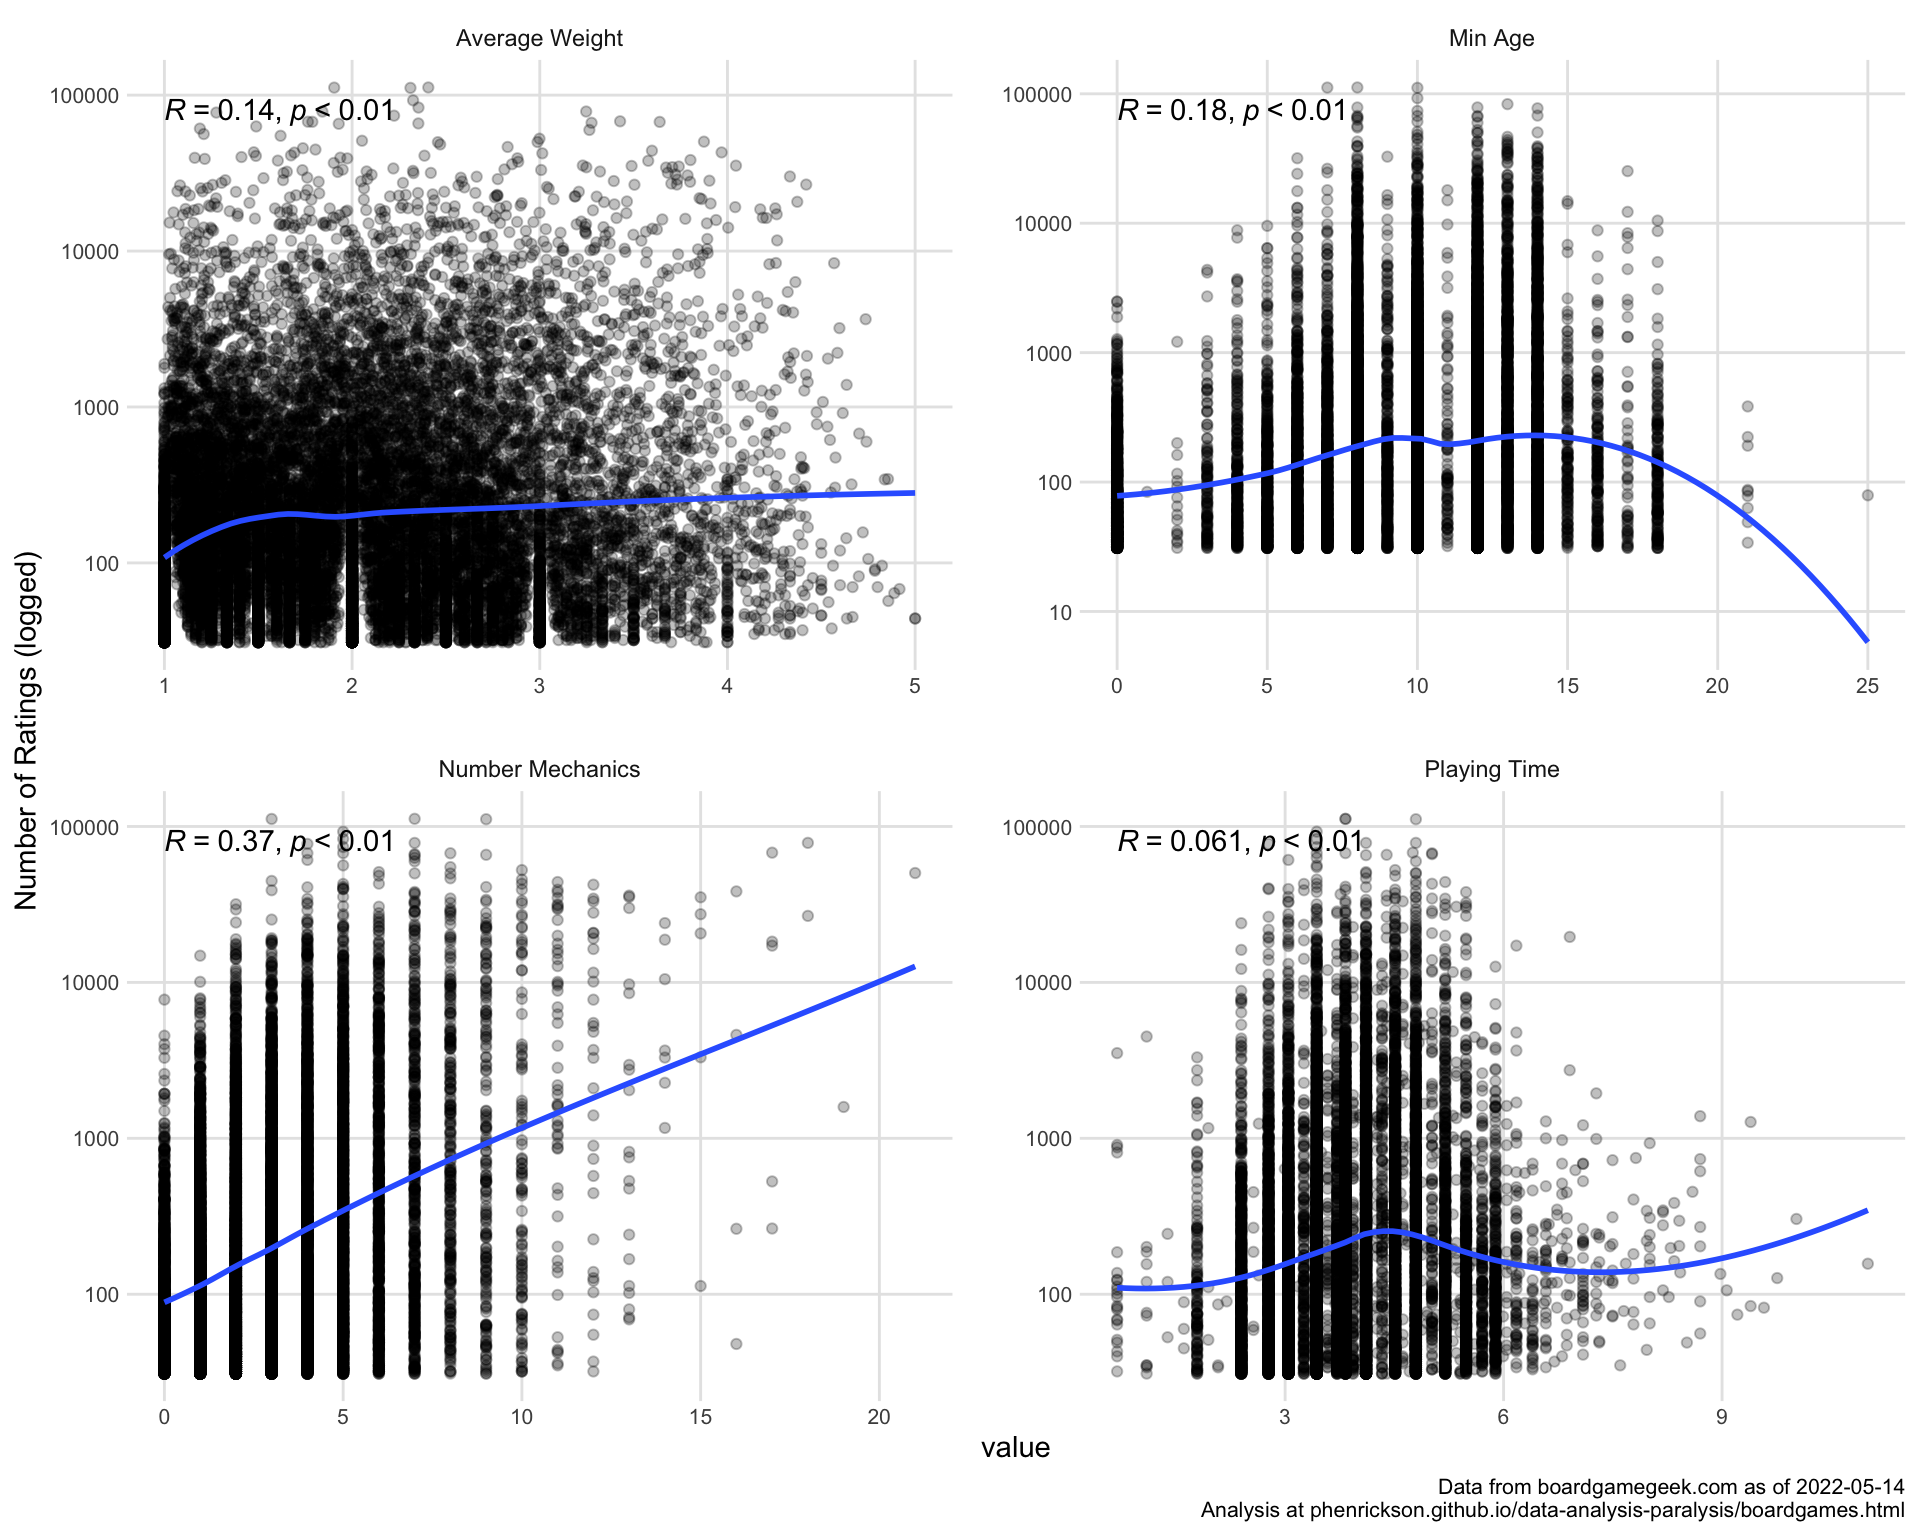 Average Weight
Min Age
R = 0.14, p < 0.01
R = 0.18, p < 0.01
100000
10000
1000
100
100000
10000
1000
100
10
1 2 3 4 5
0 5 10 15 20 25
Number of Ratings (logged)
Number Mechanics
Playing Time
R = 0.37, p < 0.01
R = 0.061, p < 0.01
100000
10000
1000
100
100000
10000
1000
100
0 5 10 15 20
3 6 9
value
Data from boardgamegeek.com as of 2022-05-14
Analysis at phenrickson.github.io/data-analysis-paralysis/boardgames.html